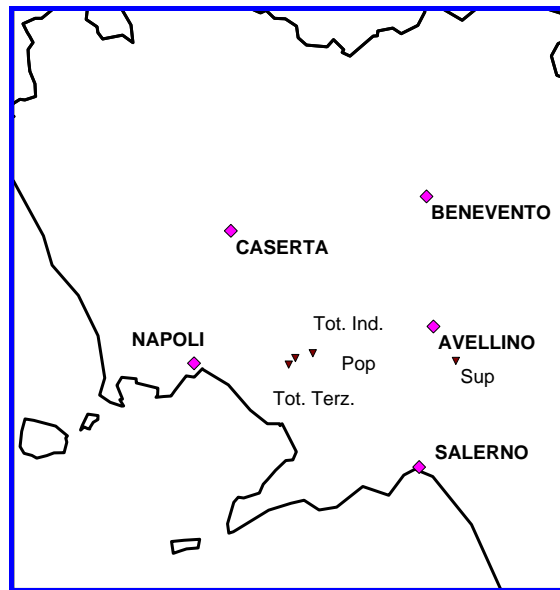 BENEVENTO
CASERTA
Tot. Ind.
NAPOLI
AVELLINO
Pop
Sup
Tot. Terz.
SALERNO